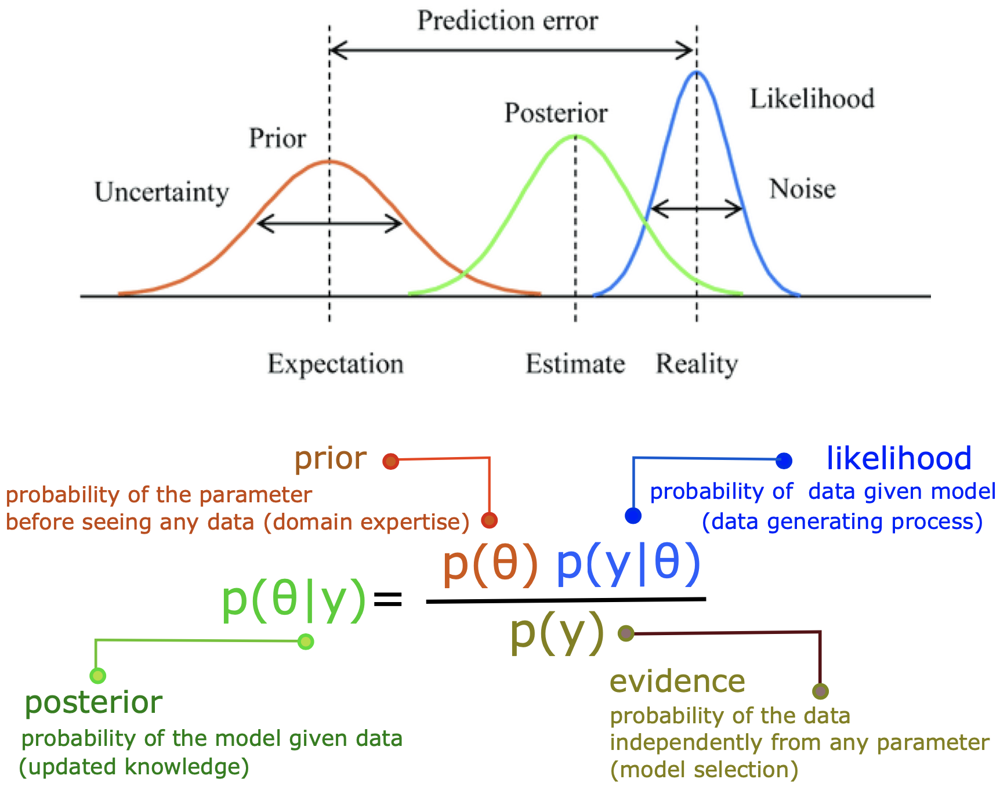 Prediction error
Likelihood
Posterior
Prior
Uncertainty
Noise
Expectation
Estimate
Reality
prior
probability of the parameter
before seeing any data (domain expertise)
likelihood
probability of data given model
(data generating process)
p(θ) p(y|θ)
p(θ|y)=
p(y)
posterior
probability of the model given data
(updated knowledge)
evidence
probability of the data
independently from any parameter
(model selection)